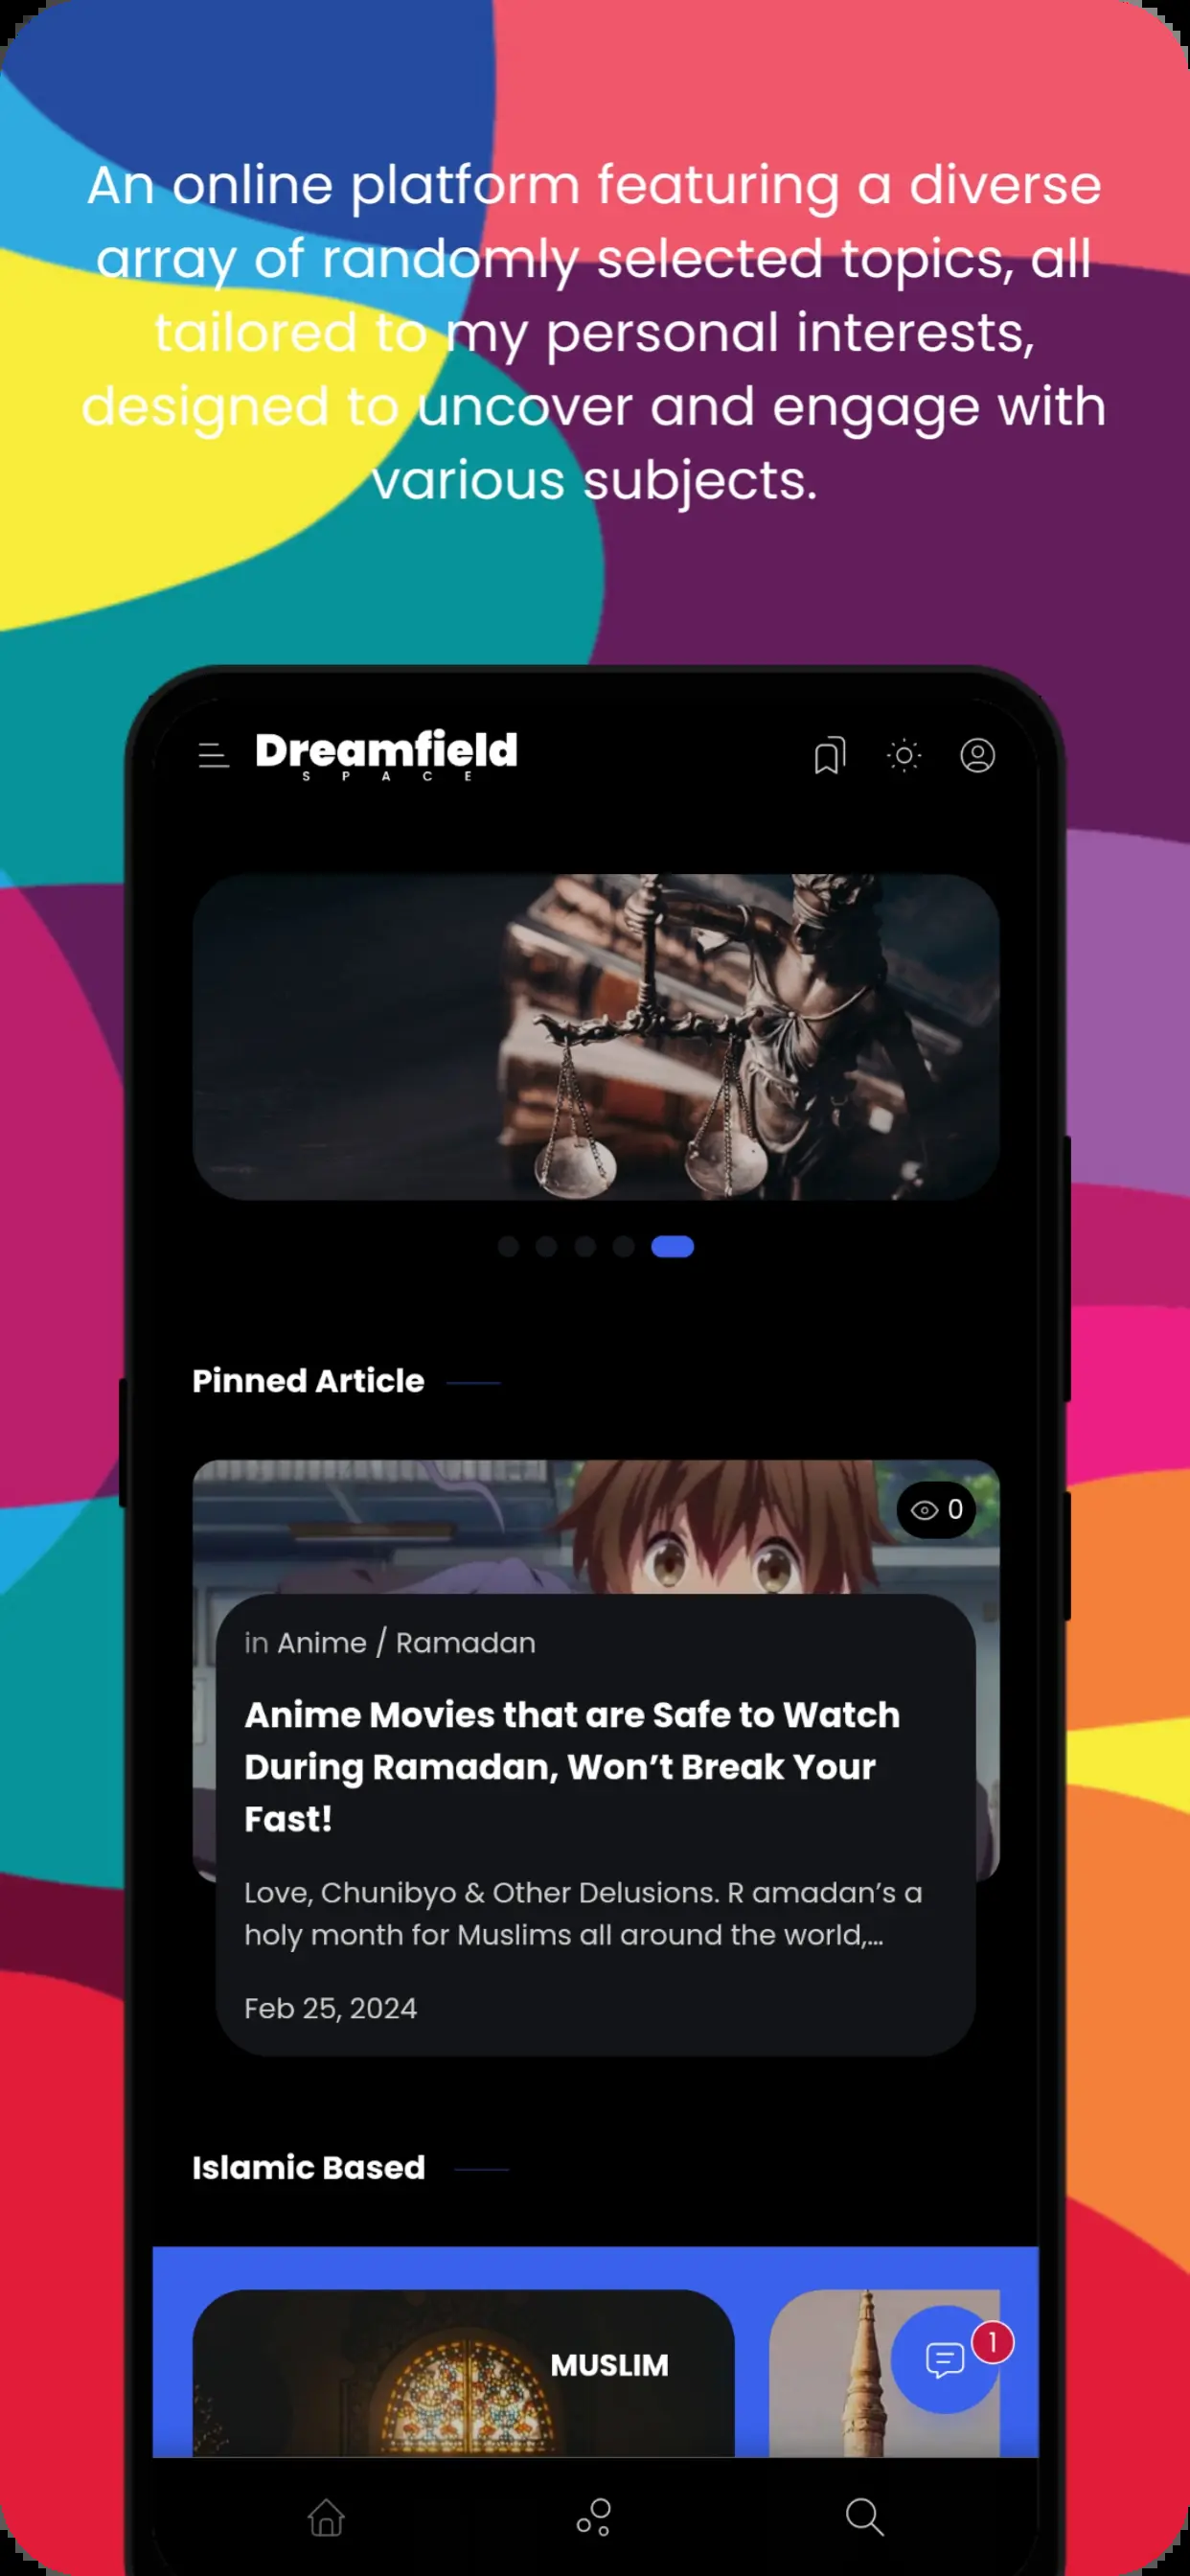 An online platform featuring a diverse
array of randomly selected topics, all
tailored to my personal interests,
designed to uncover and engage with
various subjects.
Dreamfield
SPACE
Pinned Article
0
in Anime / Ramadan
Anime Movies that are Safe to Watch
During Ramadan, Won’t Break Your
Fast!
Love, Chunibyo & Other Delusions. R amadan’s a
holy month for Muslims all around the world,...
Feb 25, 2024
Islamic Based
MUSLIM
1